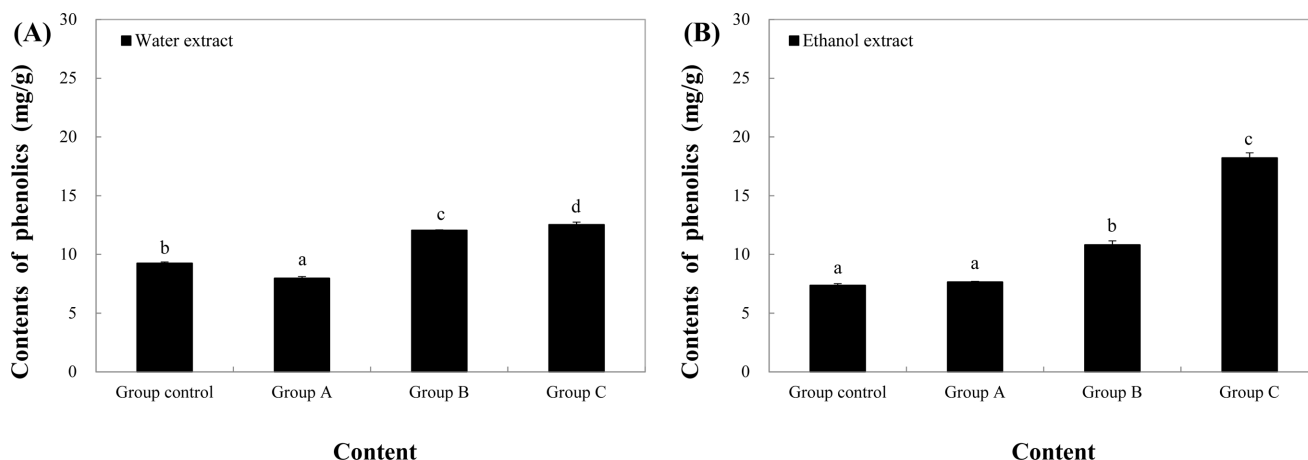 (A)
Water extract
Contents of phenolics (mg/g)
30
25
20
15
10
5
0
b
a
c
d
Group control
Group A
Group B
Group C
Content
(B)
Ethanol extract
Contents of phenolics (mg/g)
30
25
20
15
10
5
0
a
a
b
c
Group control
Group A
Group B
Group C
Content